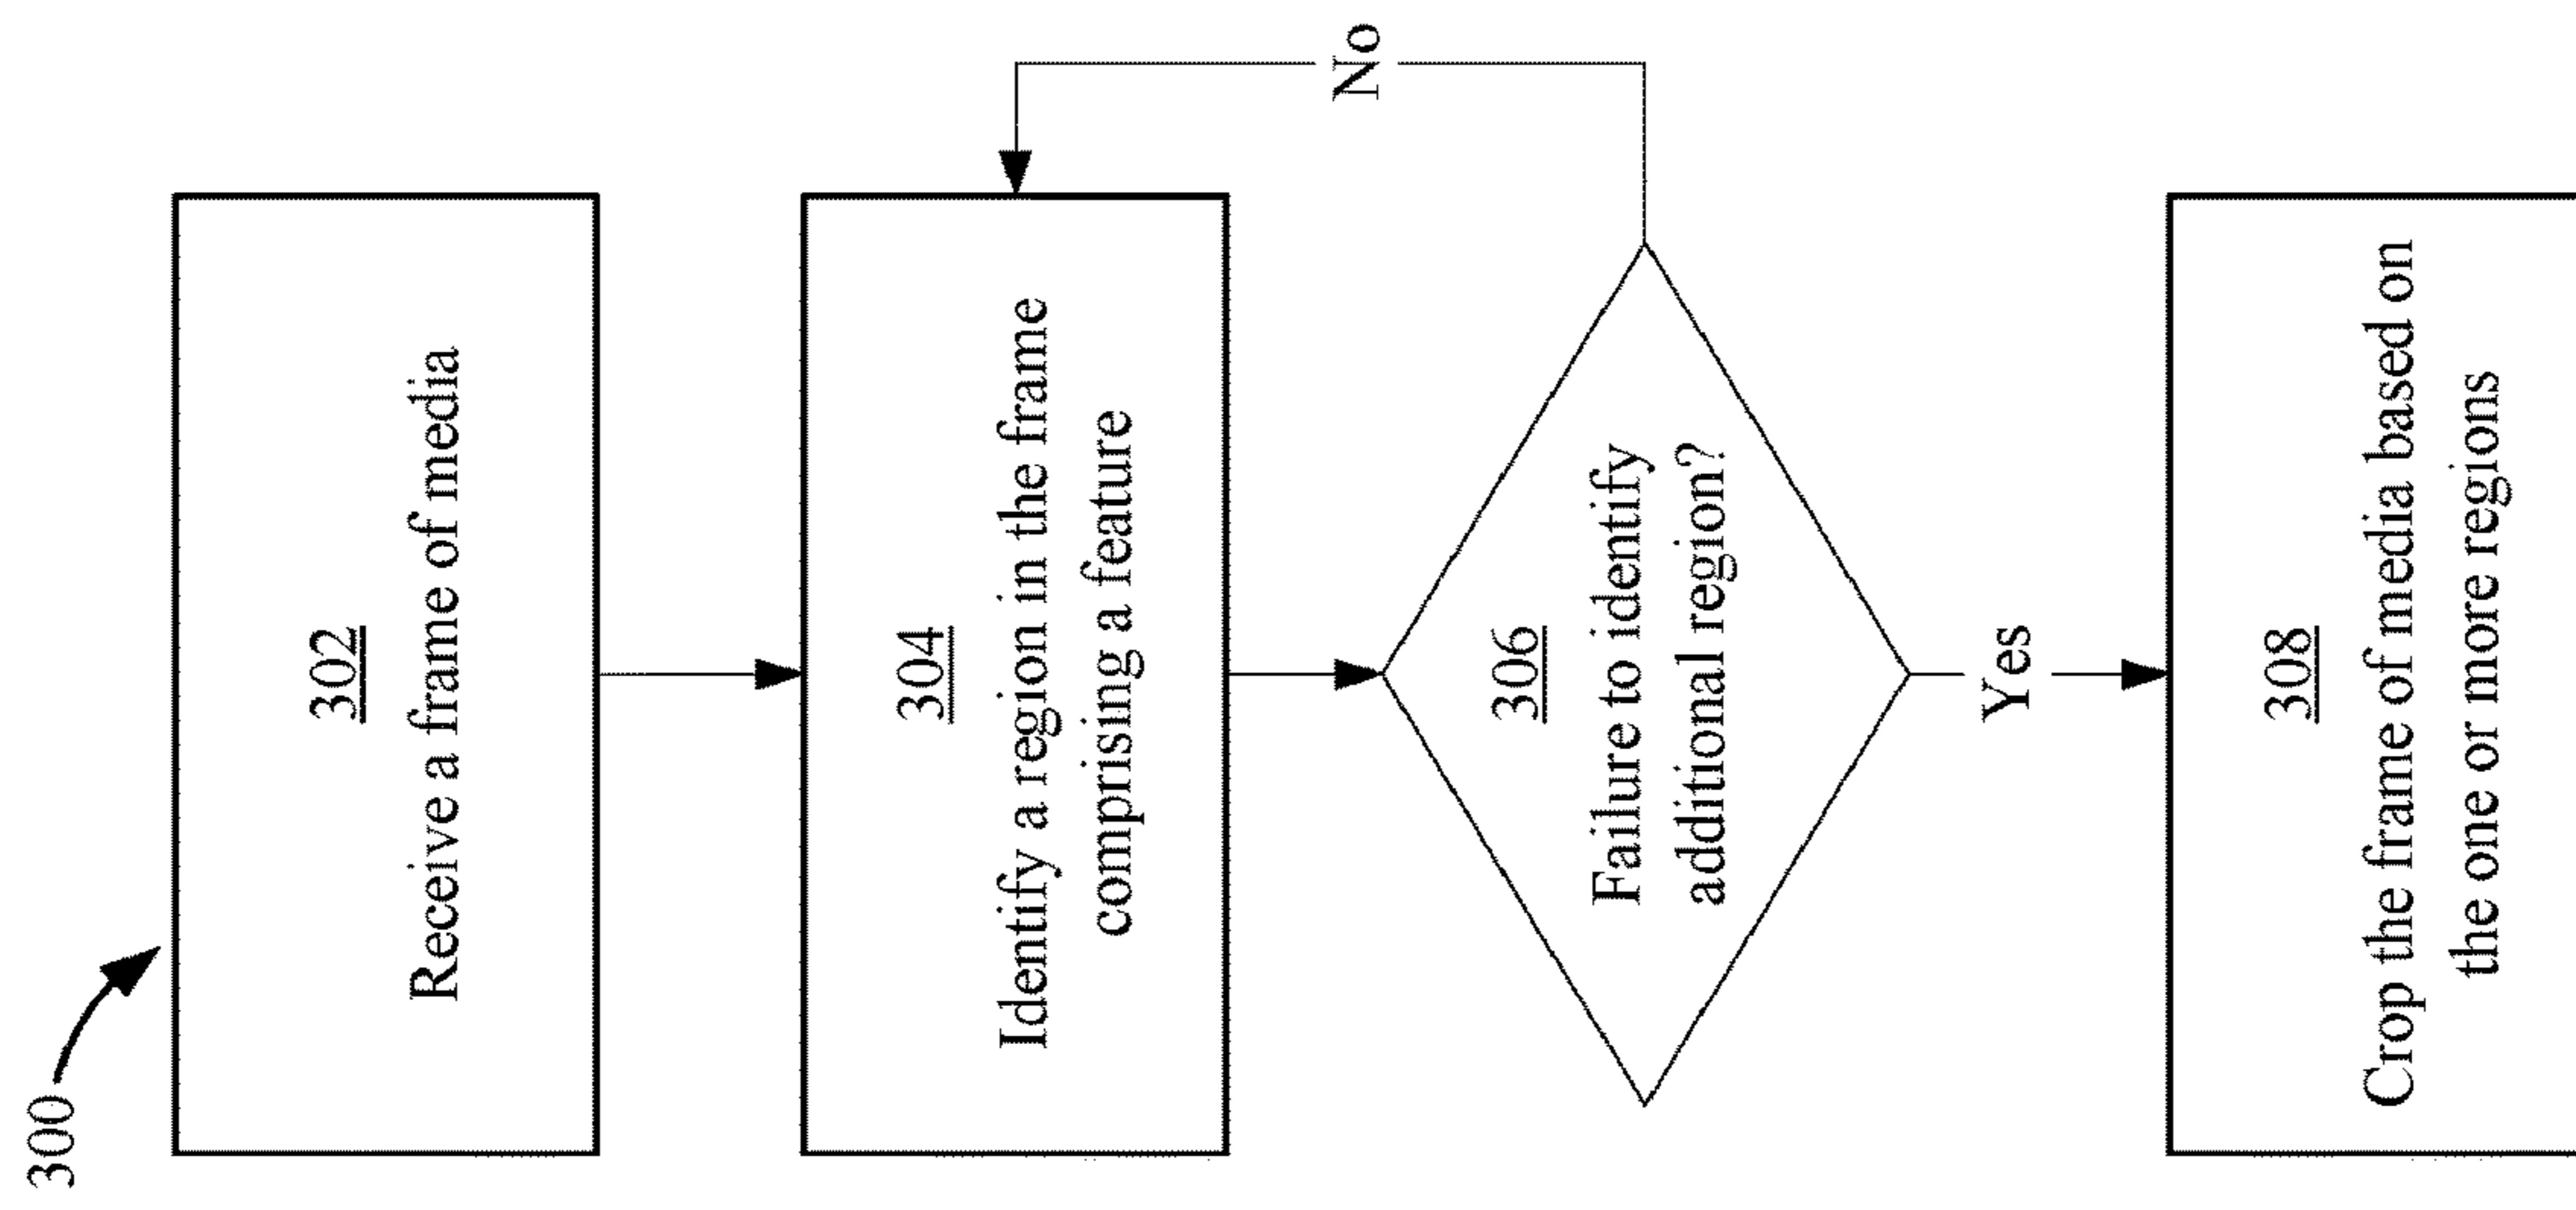 300
302
Receive a frame of media
304
Identify a region in the frame
comprising a feature
306
Failure to identify
additional region?
No
Yes
308
Crop the frame of media based on
the one or more regions